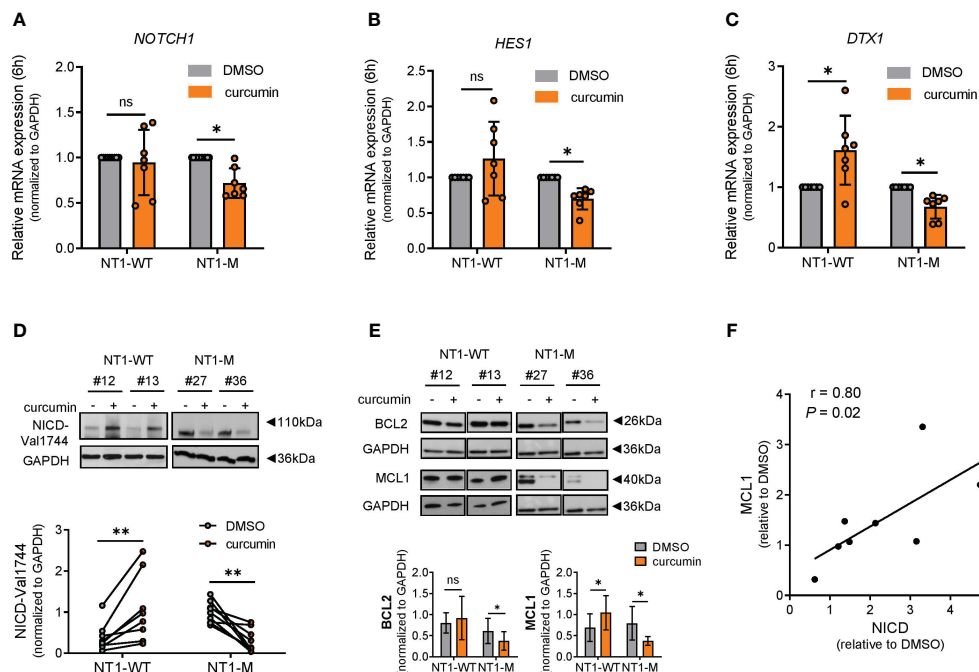 A
NOTCH1
Relative mRNA expression (6h)
(normalized to GAPDH)
2.0
1.5
1.0
0.5
0.0
DMSO
curcumin
ns
*
NT1-WT
NT1-M
B
HES1
Relative mRNA expression (6h)
(normalized to GAPDH)
2.5
2.0
1.5
1.0
0.5
0.0
DMSO
curcumin
ns
*
NT1-WT
NT1-M
C
DTX1
Relative mRNA expression (6h)
(normalized to GAPDH)
3
2
1
0
DMSO
curcumin
*
*
NT1-WT
NT1-M
D
NT1-WT NT1-M
#12 #13 #27 #36
curcumin - + - + - + - +
NICD-
Val1744
◀110kDa
GAPDH ◀36kDa
NICD-Val1744
(normalized to GAPDH)
3
2
1
0
**
**
DMSO
curcumin
NT1-WT
NT1-M
E
NT1-WT NT1-M
#12 #13 #27 #36
curcumin - + - + - + - +
BCL2 ◀26kDa
GAPDH ◀36kDa
MCL1 ◀40kDa
GAPDH ◀36kDa
BCL2
(normalized to GAPDH)
2.0
1.5
1.0
0.5
0.0
ns
*
NT1-WT NT1-M
MCL1
(normalized to GAPDH)
2.0
1.5
1.0
0.5
0.0
*
*
NT1-WT NT1-M
DMSO
curcumin
F
r = 0.80
P = 0.02
MCL1
(relative to DMSO)
4
3
2
1
0
0 1 2 3 4
NICD
(relative to DMSO)